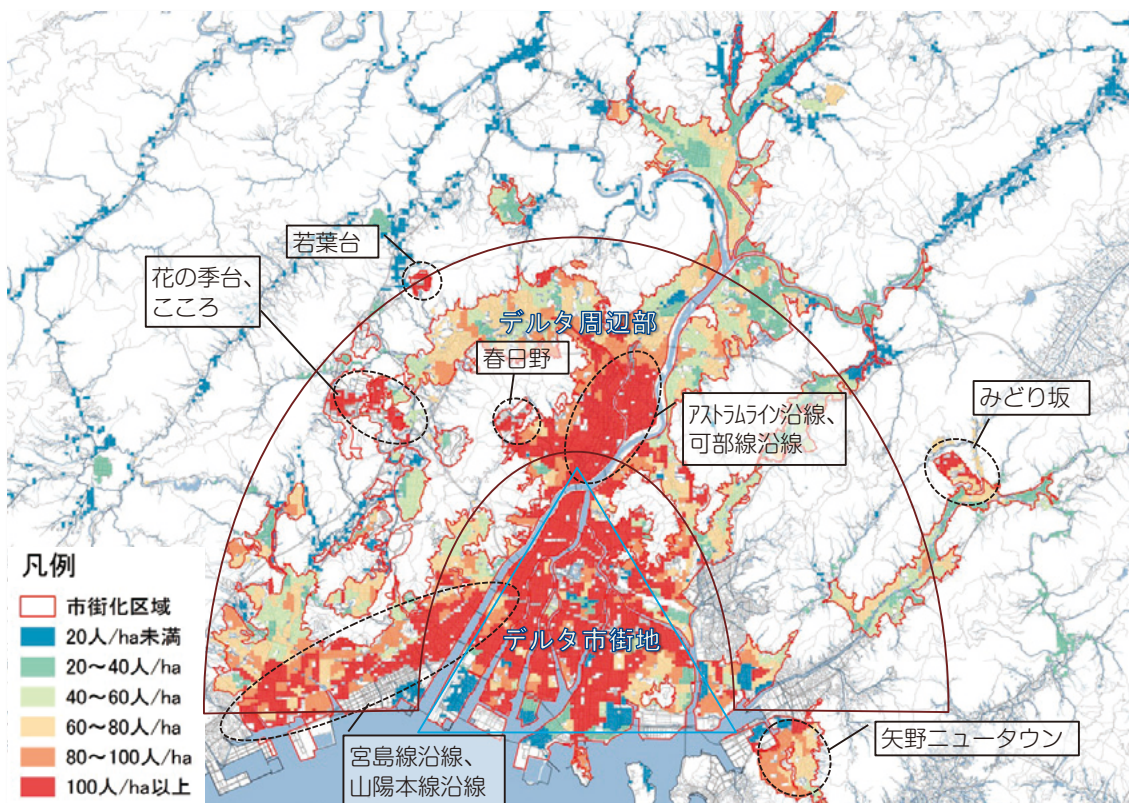 若葉台
花の季台、
こころ
デルタ周辺部
春日野
アストラムライン沿線、
可部線沿線
みどり坂
デルタ市街地
宮島線沿線、
山陽本線沿線
矢野ニュータウン
凡例
市街化区域
20人/ha未満
20～40人/ha
40～60人/ha
60～80人/ha
80～100人/ha
100人/ha以上